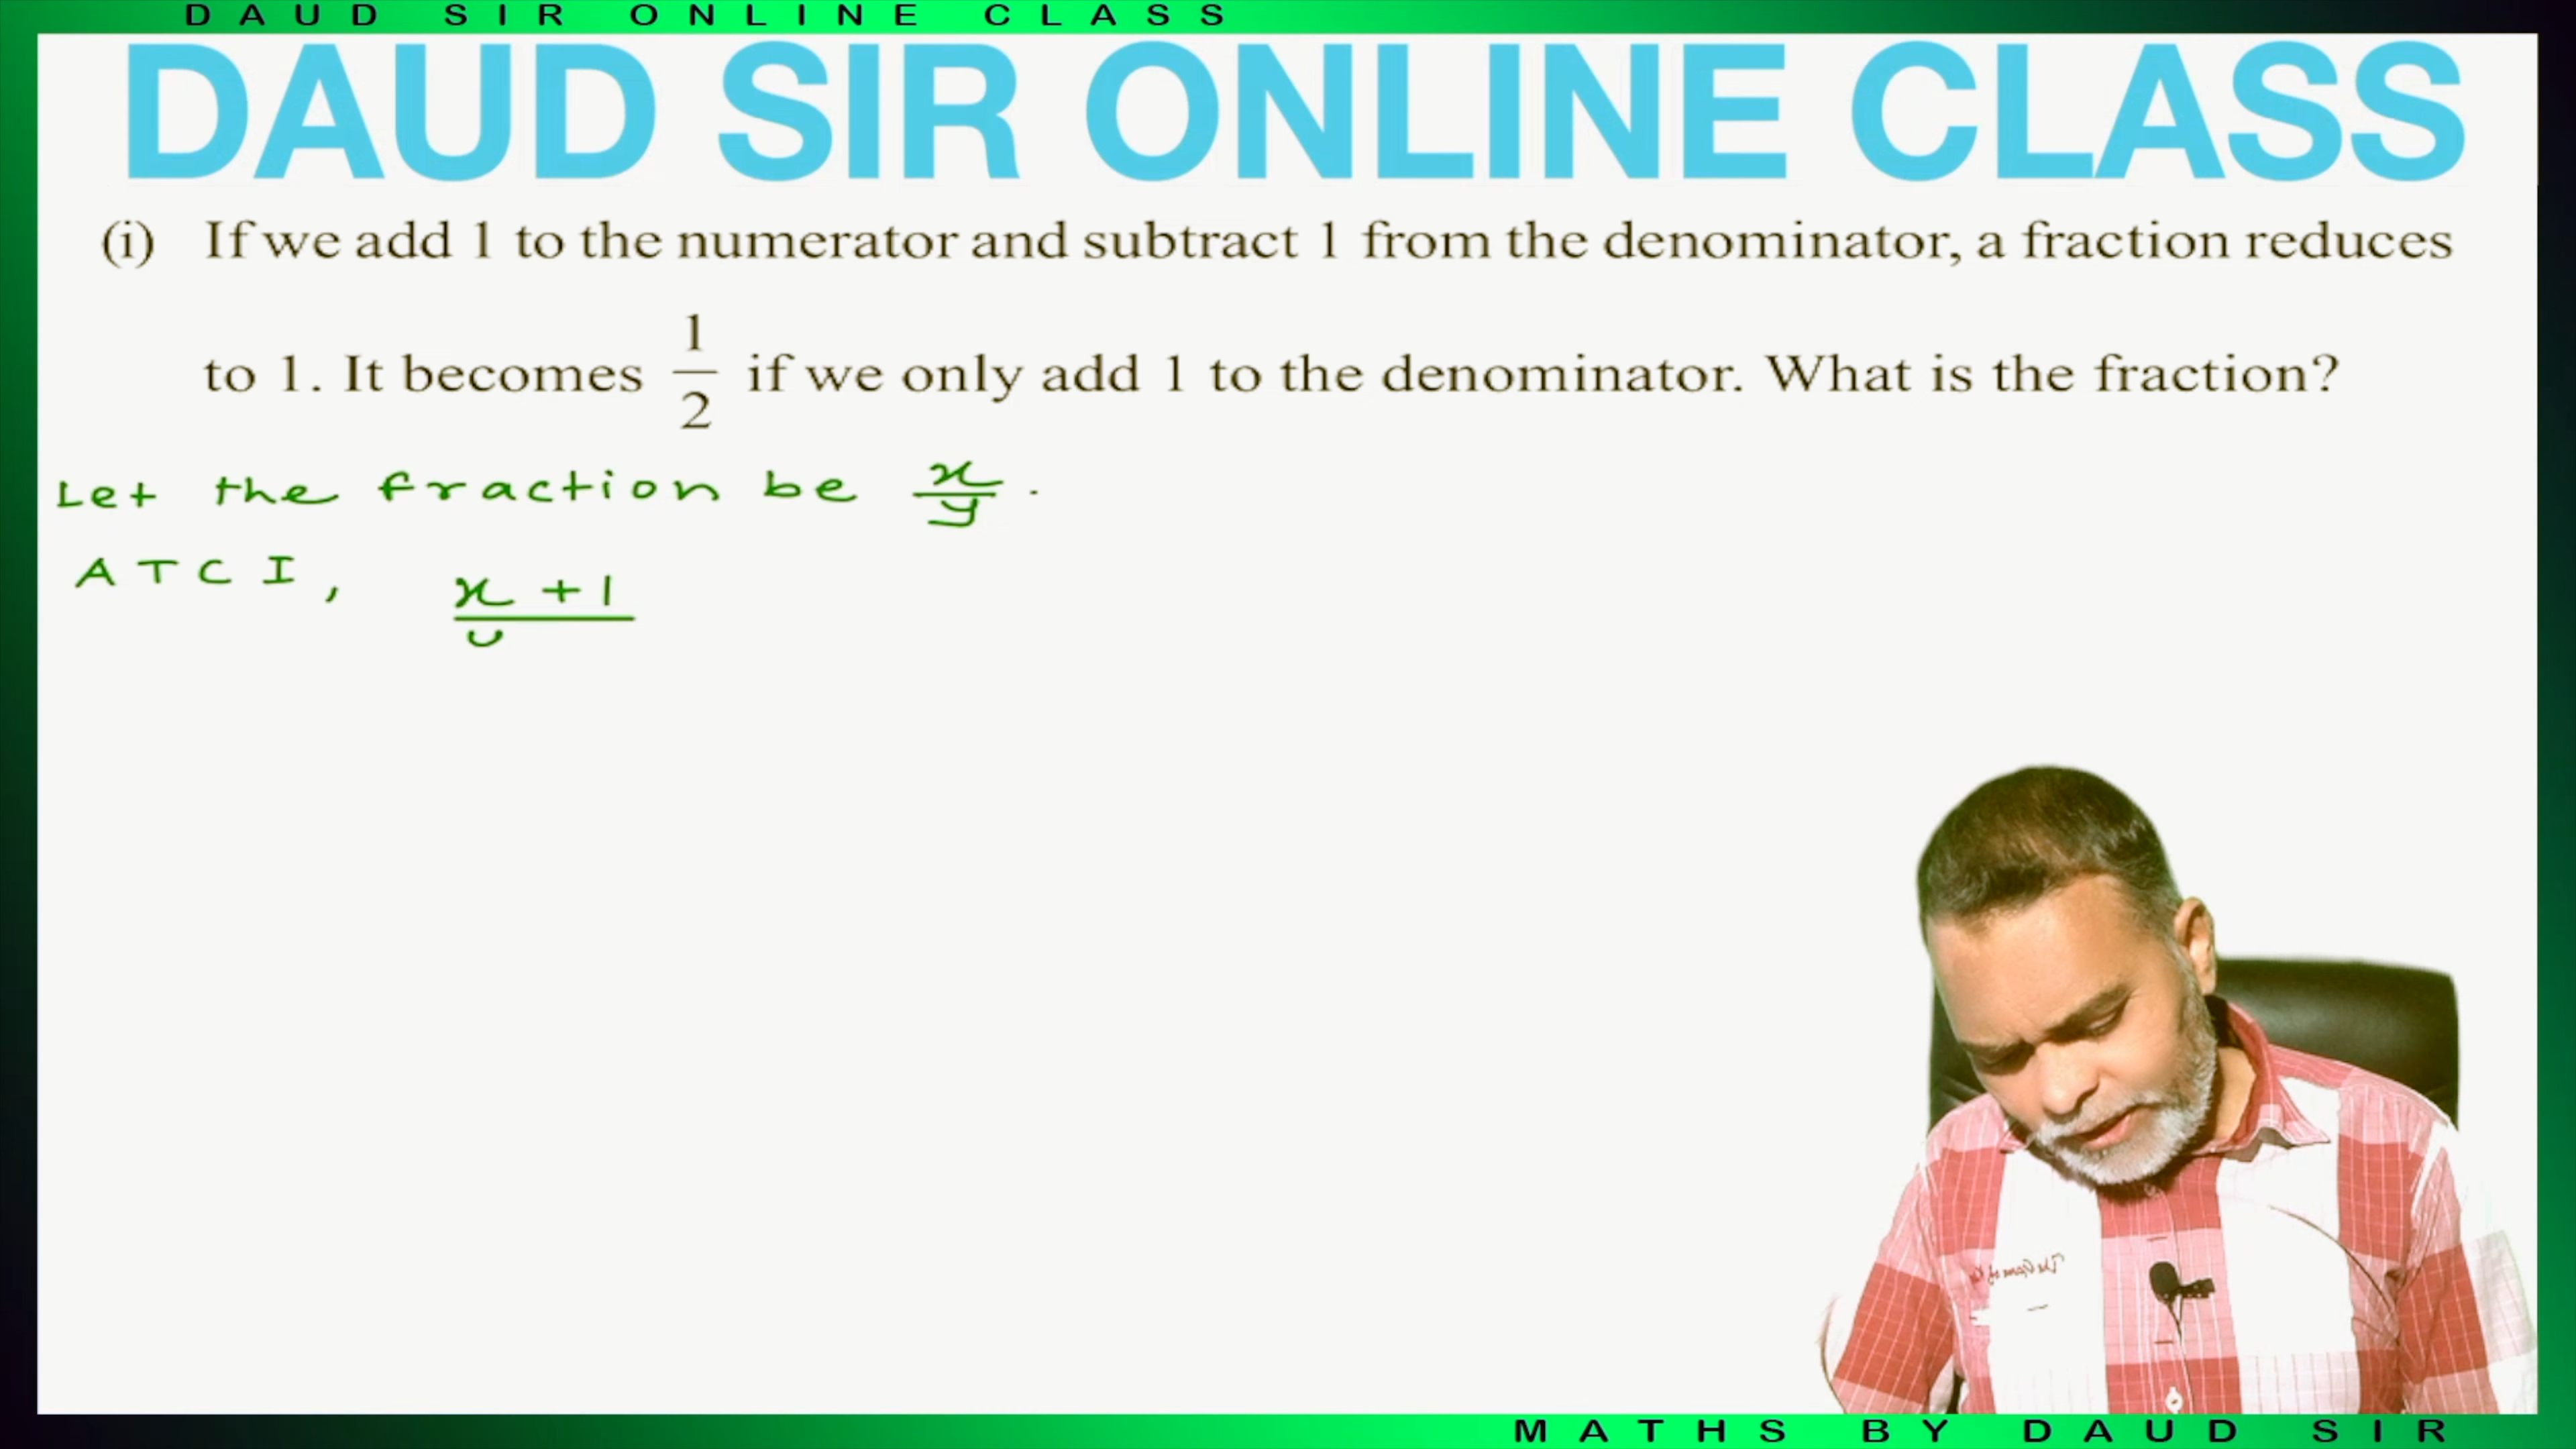 DAUD SIR ONLINE CLASS
DAUD SIR ONLINE CLASS
(i) If we add 1 to the numerator and subtract 1 from the denominator, a fraction reduces
to 1. It becomes 1/2 if we only add 1 to the denominator. What is the fraction?
Let the fraction be x/y.
ATCI, x + 1
MATHS BY DAUD SIR